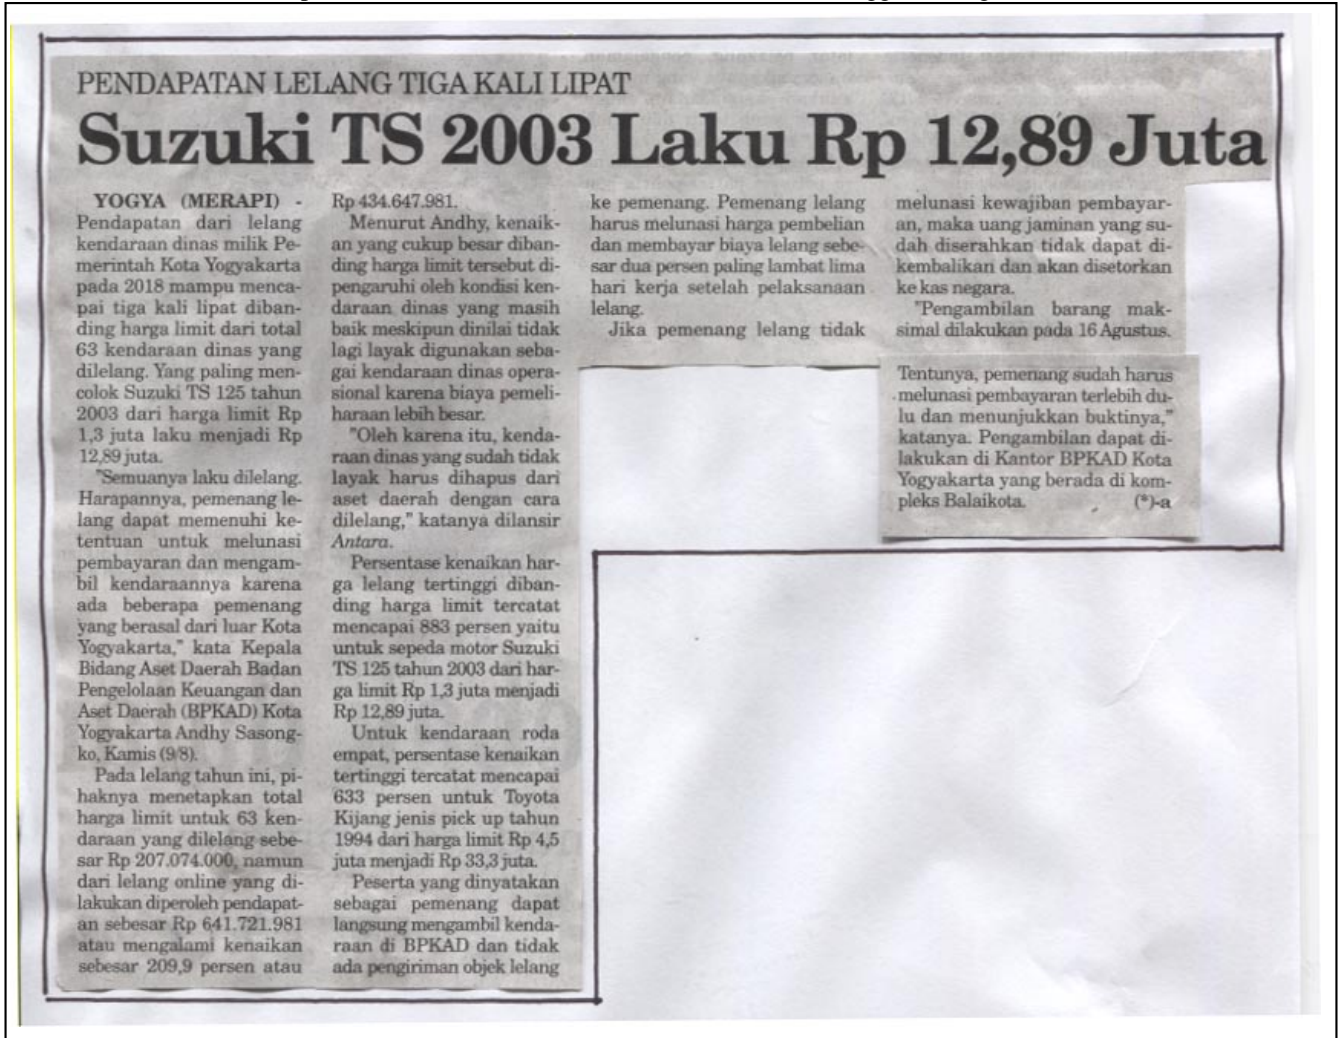 PENDAPATAN LELANG TIGA KALI LIPAT
Suzuki TS 2003 Laku Rp 12,89 Juta
YOGYA (MERAPI) -
Pendapatan dari lelang
kendaraan dinas milik Pe-
merintah Kota Yogyakarta
pada 2018 mampu menca-
pai tiga kali lipat diban-
ding harga limit dari total
63 kendaraan dinas yang
dilelang. Yang paling men-
colok Suzuki TS 125 tahun
2003 dari harga limit Rp
1,3 juta laku menjadi Rp
12,89 juta.
"Semuanya laku dilelang.
Harapannya, pemenang le-
lang dapat memenuhi ke-
tentuan untuk melunasi
pembayaran dan mengam-
bil kendaraannya karena
ada beberapa pemenang
yang berasal dari luar Kota
Yogyakarta," kata Kepala
Bidang Aset Daerah Badan
Pengelolaan Keuangan dan
Aset Daerah (BPKAD) Kota
Yogyakarta Andhy Sasong-
ko, Kamis (9/8).
Pada lelang tahun ini, pi-
haknya menetapkan total
harga limit untuk 63 ken-
daraan yang dilelang sebe-
sar Rp 207.074.000, namun
dari lelang online yang di-
lakukan diperoleh pendapat-
an sebesar Rp 641.721.981
atau mengalami kenaikan
sebesar 209,9 persen atau
Rp 434.647.981.
Menurut Andhy, kenaik-
an yang cukup besar diban-
ding harga limit tersebut di-
pengaruhi oleh kondisi ken-
daraan dinas yang masih
baik meskipun dinilai tidak
lagi layak digunakan seba-
gai kendaraan dinas opera-
sional karena biaya pemeli-
haraan lebih besar.
"Oleh karena itu, kenda-
raan dinas yang sudah tidak
layak harus dihapus dari
aset daerah dengan cara
dilelang," katanya dilansir
Antara.
Persentase kenaikan har-
ga lelang tertinggi diban-
ding harga limit tercatat
mencapai 883 persen yaitu
untuk sepeda motor Suzuki
TS 125 tahun 2003 dari har-
ga limit Rp 1,3 juta menjadi
Rp 12,89 juta.
Untuk kendaraan roda
empat, persentase kenaikan
tertinggi tercatat mencapai
633 persen untuk Toyota
Kijang jenis pick up tahun
1994 dari harga limit Rp 4,5
juta menjadi Rp 33,3 juta.
Peserta yang dinyatakan
sebagai pemenang dapat
langsung mengambil kenda-
raan di BPKAD dan tidak
ada pengiriman objek lelang
ke pemenang. Pemenang lelang
harus melunasi harga pembelian
dan membayar biaya lelang sebe-
sar dua persen paling lambat lima
hari kerja setelah pelaksanaan
lelang.
Jika pemenang lelang tidak
melunasi kewajiban pembayar-
an, maka uang jaminan yang su-
dah diserahkan tidak dapat di-
kembalikan dan akan disetorkan
ke kas negara.
"Pengambilan barang mak-
simal dilakukan pada 16 Agustus.
Tentunya, pemenang sudah harus
melunasi pembayaran terlebih du-
lu dan menunjukkan buktinya,"
katanya. Pengambilan dapat di-
lakukan di Kantor BPKAD Kota
Yogyakarta yang berada di kom-
pleks Balaikota. (*)-a